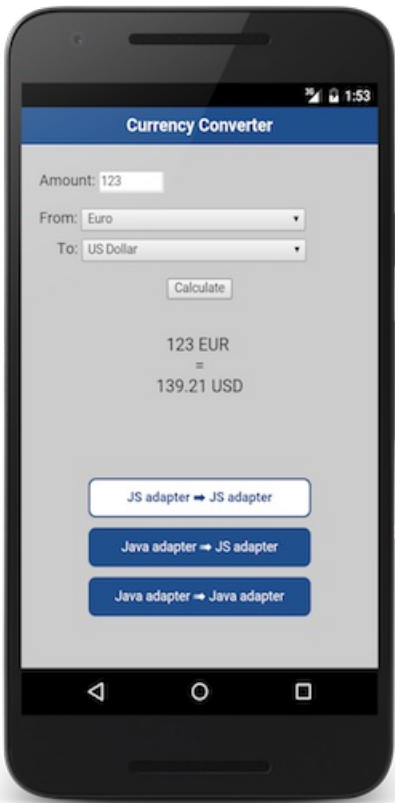 3G 1:53
Currency Converter
Amount: 123
From: Euro
To: US Dollar
Calculate
123 EUR
=
139.21 USD
JS adapter ➡ JS adapter
Java adapter ➡ JS adapter
Java adapter ➡ Java adapter